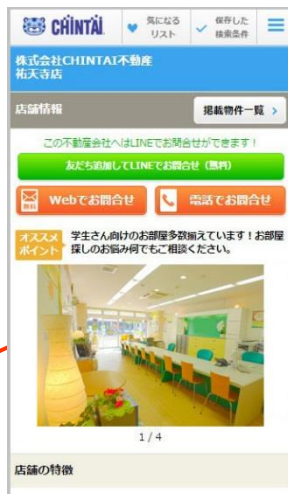 CHINTAI
気になる
リスト
保存した
検索条件
株式会社CHINTAI不動産
祐天寺店
店舗情報
掲載物件一覧 >
この不動産会社へはLINEでお問合せができます!
友だち追加してLINEでお問合せ(無料)
無料
Webでお問合せ
電話でお問合せ
オススメ
ポイント
学生さん向けのお部屋多数揃えています!お部屋
探しのお悩み何でもご相談ください。
1 / 4
店舗の特徴